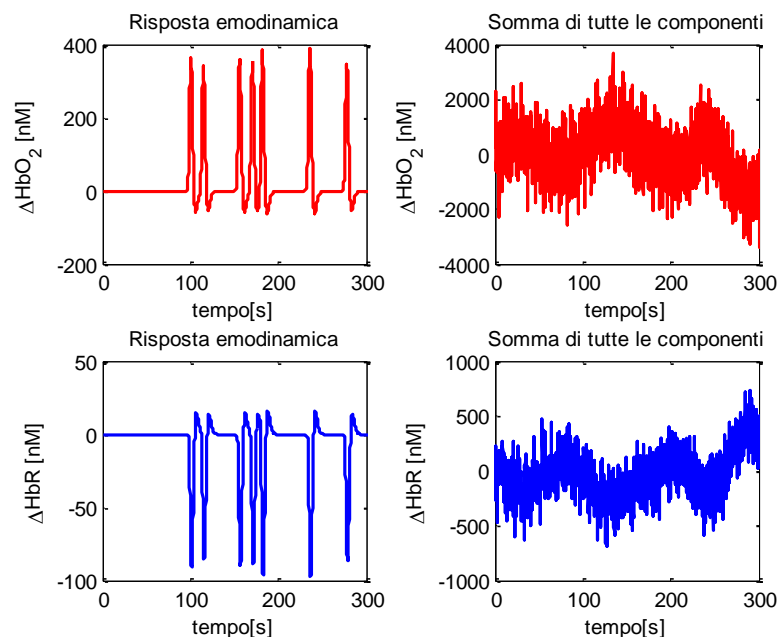 Risposta emodinamica
400
200
0
-200
0 100 200 300
ΔHbO2 [nM]
tempo[s]
Somma di tutte le componenti
4000
2000
0
-2000
-4000
0 100 200 300
ΔHbO2 [nM]
tempo[s]
Risposta emodinamica
50
0
-50
-100
0 100 200 300
ΔHbR [nM]
tempo[s]
Somma di tutte le componenti
1000
500
0
-500
-1000
0 100 200 300
ΔHbR [nM]
tempo[s]